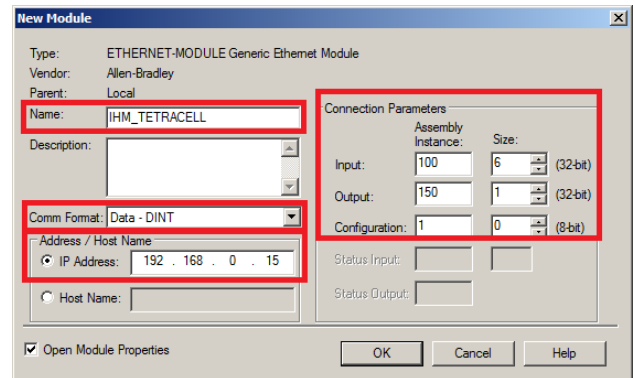 New Module
Type: ETHERNET-MODULE Generic Ethernet Module
Vendor: Allen-Bradley
Parent: Local
Name: IHM_TETRACELL
Description:
Comm Format: Data - DINT
Address / Host Name
IP Address: 192 . 168 . 0 . 15
Host Name:
Connection Parameters
Assembly
Instance: Size:
Input: 100 6 (32-bit)
Output: 150 1 (32-bit)
Configuration: 1 0 (8-bit)
Status Input:
Status Output:
Open Module Properties
OK Cancel Help